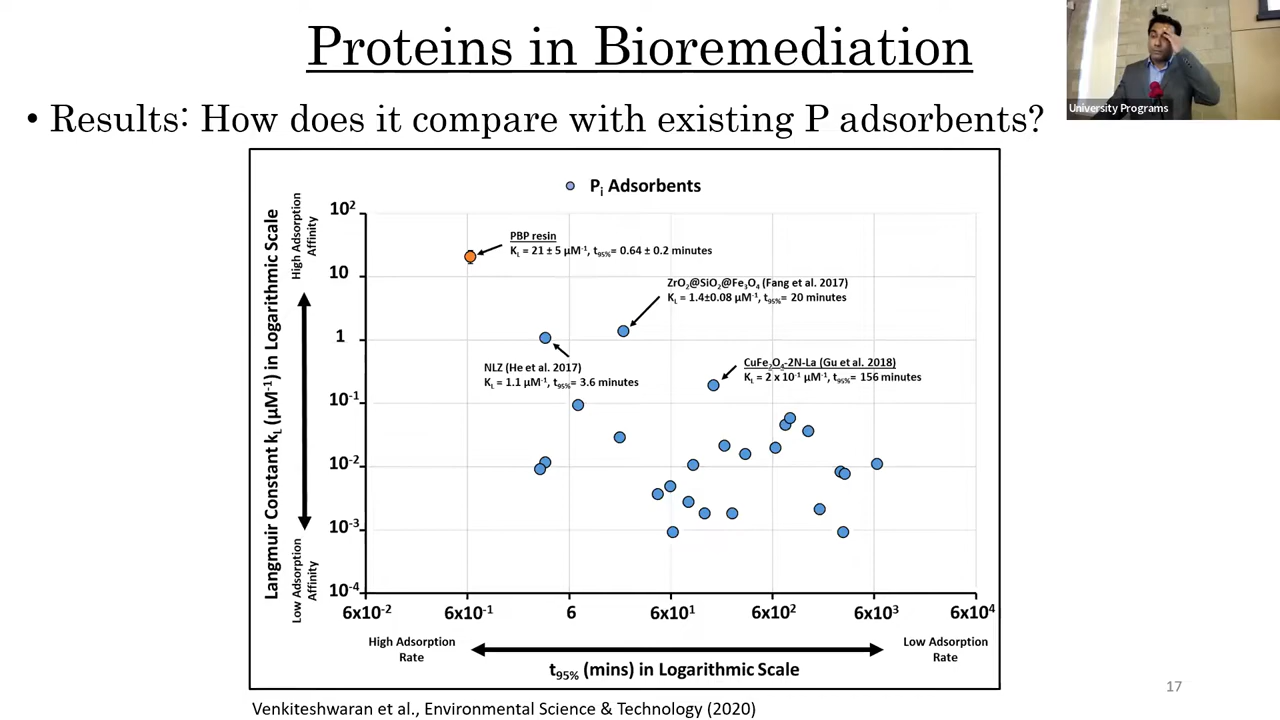 Proteins in Bioremediation
University Programs
• Results: How does it compare with existing P adsorbents?
Pi Adsorbents
Langmuir Constant kL (µM-1) in Logarithmic Scale
High Adsorption
Affinity
Low Adsorption
Affinity
10²
10
1
10-1
10-2
10-3
10-4
PBP resin
KL = 21 ± 5 µM-1, t95%= 0.64 ± 0.2 minutes
ZrO2@SiO2@Fe3O4 (Fang et al. 2017)
KL = 1.4±0.08 µM-1, t95%= 20 minutes
NLZ (He et al. 2017)
KL = 1.1 µM-1, t95%= 3.6 minutes
CuFe2O4-2N-La (Gu et al. 2018)
KL = 2 x 10-1 µM-1, t95%= 156 minutes
6x10-2 6x10-1 6 6x10¹ 6x10² 6x10³ 6x10⁴
High Adsorption
Rate
Low Adsorption
Rate
t95% (mins) in Logarithmic Scale
17
Venkiteshwaran et al., Environmental Science & Technology (2020)